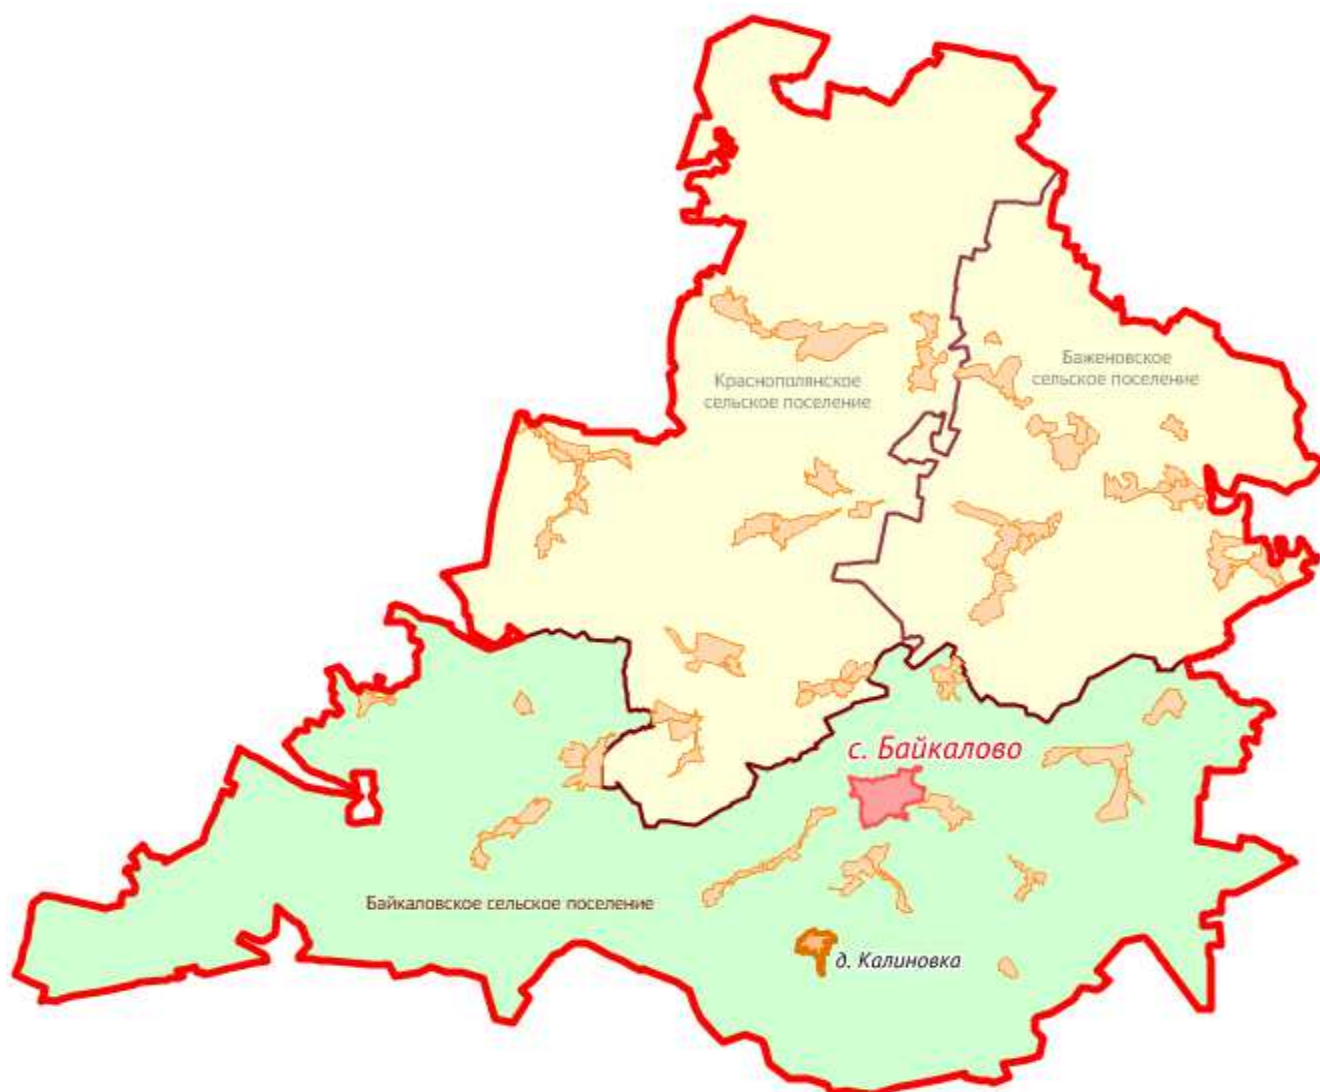 Баженовское
сельское поселение
Краснополянское
сельское поселение
с. Байкалово
Байкаловское сельское поселение
д. Калиновка